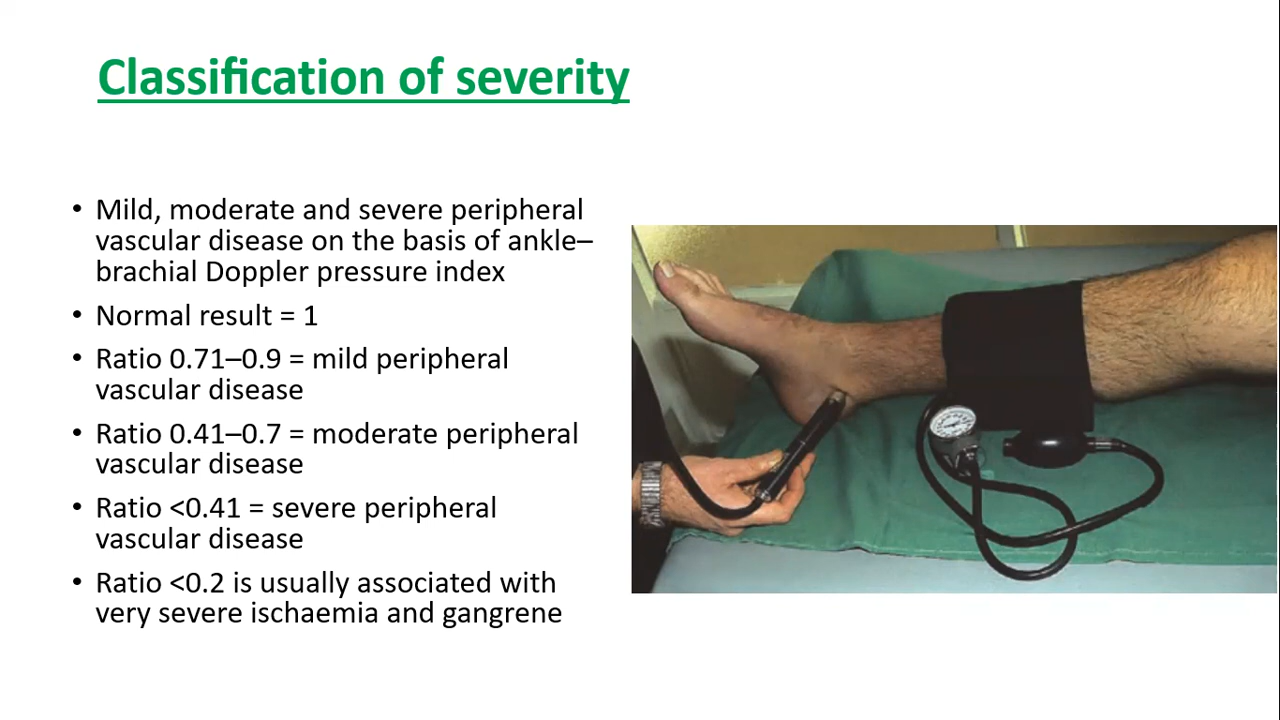 Classification of severity
• Mild, moderate and severe peripheral
vascular disease on the basis of ankle–
brachial Doppler pressure index
• Normal result = 1
• Ratio 0.71–0.9 = mild peripheral
vascular disease
• Ratio 0.41–0.7 = moderate peripheral
vascular disease
• Ratio <0.41 = severe peripheral
vascular disease
• Ratio <0.2 is usually associated with
very severe ischaemia and gangrene